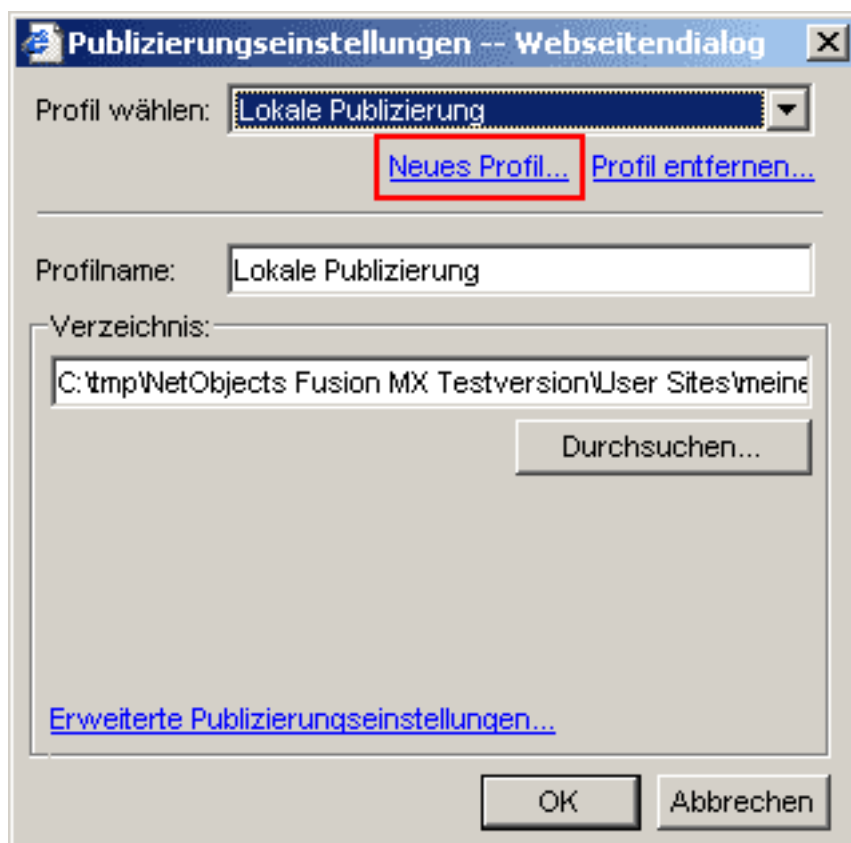 Publizierungseinstellungen -- Webseitendialog
Profil wählen: Lokale Publizierung
Neues Profil... Profil entfernen...
Profilname: Lokale Publizierung
Verzeichnis:
C:\tmp\NetObjects Fusion MX Testversion\User Sites\meine
Durchsuchen...
Erweiterte Publizierungseinstellungen...
OK Abbrechen